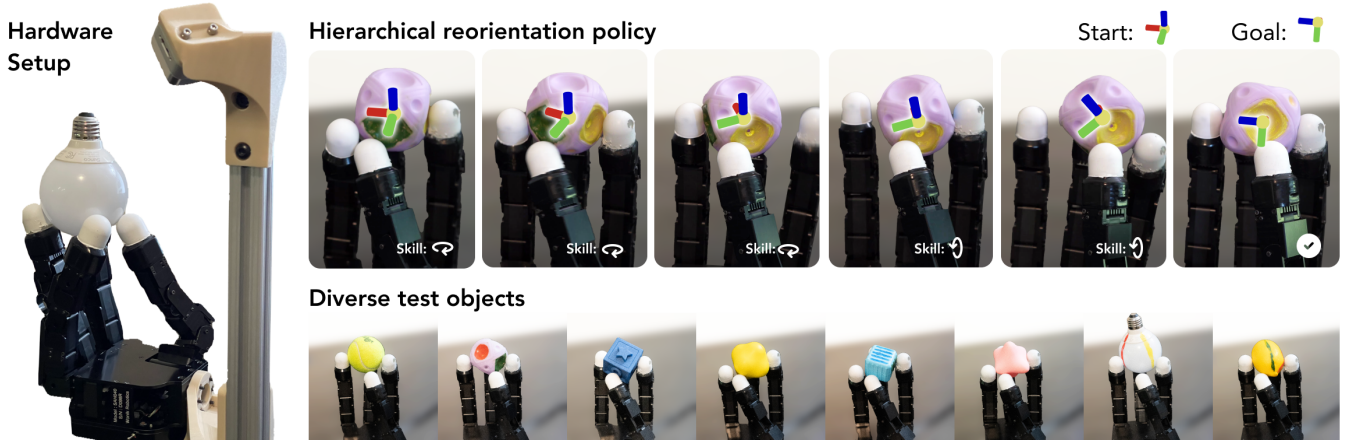 Hardware
Setup
Hierarchical reorientation policy
Start:
Goal:
Skill:
Skill:
Skill:
Skill:
Skill:
Diverse test objects